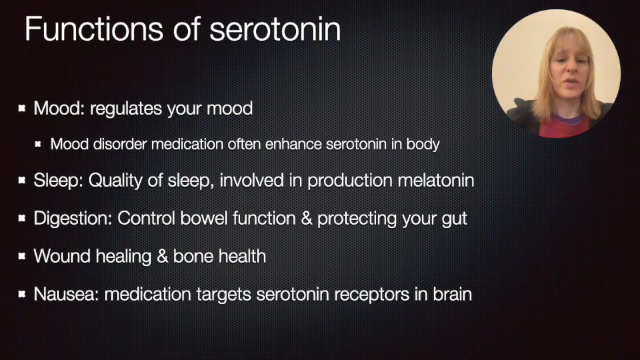 Functions of serotonin
Mood: regulates your mood
Mood disorder medication often enhance serotonin in body
Sleep: Quality of sleep, involved in production melatonin
Digestion: Control bowel function & protecting your gut
Wound healing & bone health
Nausea: medication targets serotonin receptors in brain